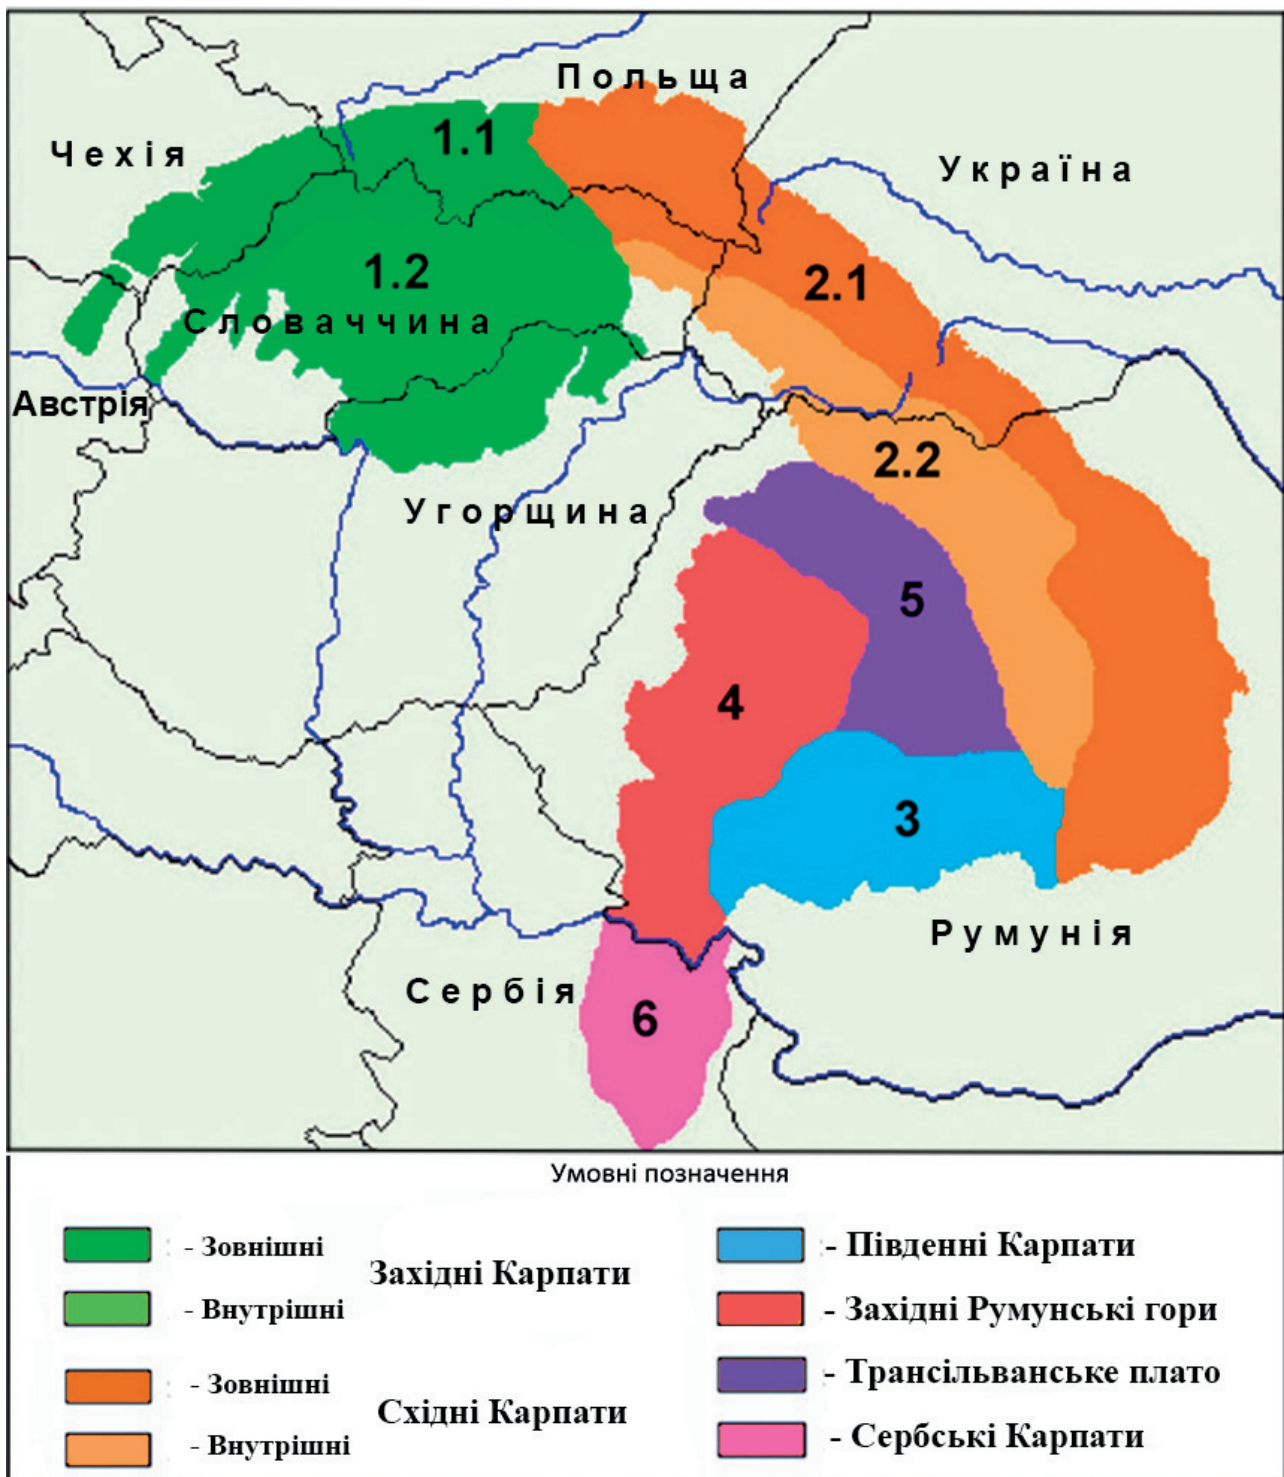 Польща
Чехія
1.1
Україна
1.2
2.1
Словаччина
Австрія
2.2
Угорщина
5
4
3
Румунія
Сербія
6
Умовні позначення
- Зовнішні
Західні Карпати
- Внутрішні
- Зовнішні
Східні Карпати
- Внутрішні
- Південні Карпати
- Західні Румунські гори
- Трансільванське плато
- Сербські Карпати